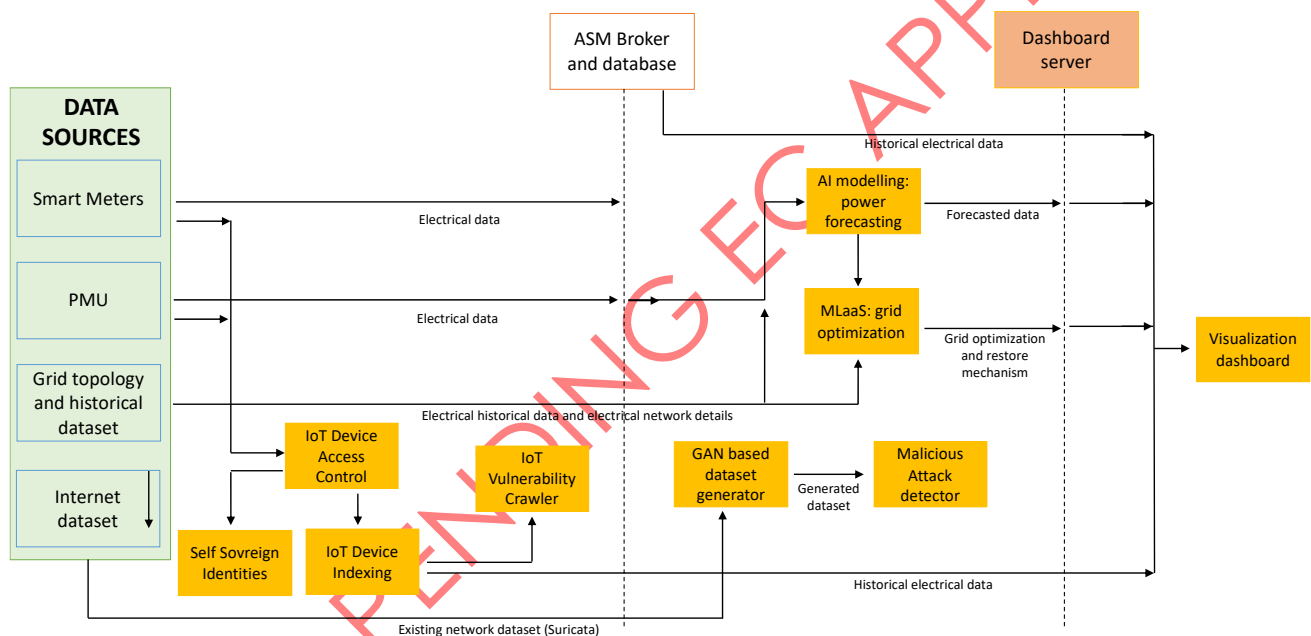 ASM Broker
and database
Dashboard
server
DATA
SOURCES
Smart Meters
PMU
Grid topology
and historical
dataset
Internet
dataset
Historical electrical data
Electrical data
AI modelling:
power
forecasting
Forecasted data
Electrical data
MLaaS: grid
optimization
Grid optimization
and restore
mechanism
Visualization
dashboard
Electrical historical data and electrical network details
IoT Device
Access
Control
IoT
Vulnerability
Crawler
GAN based
dataset
generator
Generated
dataset
Malicious
Attack
detector
Self Sovreign
Identities
IoT Device
Indexing
Historical electrical data
Existing network dataset (Suricata)
PENDING EC APP